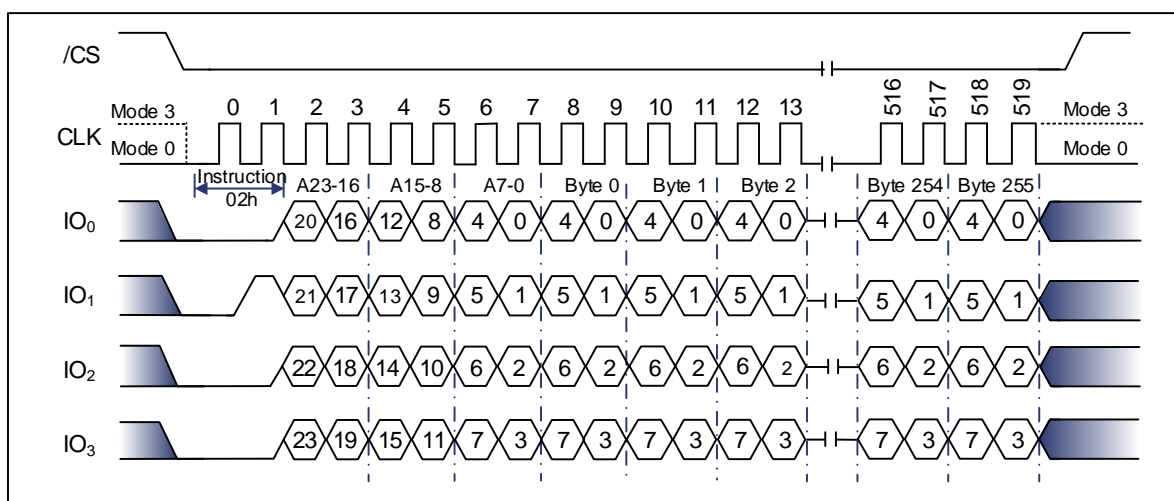 /CS
0 1 2 3 4 5 6 7 8 9 10 11 12 13 516 517 518 519
Mode 3 Mode 3
CLK
Mode 0 Mode 0
Instruction A23-16 A15-8 A7-0 Byte 0 Byte 1 Byte 2 Byte 254 Byte 255
02h
IO₀ 20 16 12 8 4 0 4 0 4 0 4 0 4 0 4 0
IO₁ 21 17 13 9 5 1 5 1 5 1 5 1 5 1 5 1
IO₂ 22 18 14 10 6 2 6 2 6 2 6 2 6 2 6 2
IO₃ 23 19 15 11 7 3 7 3 7 3 7 3 7 3 7 3